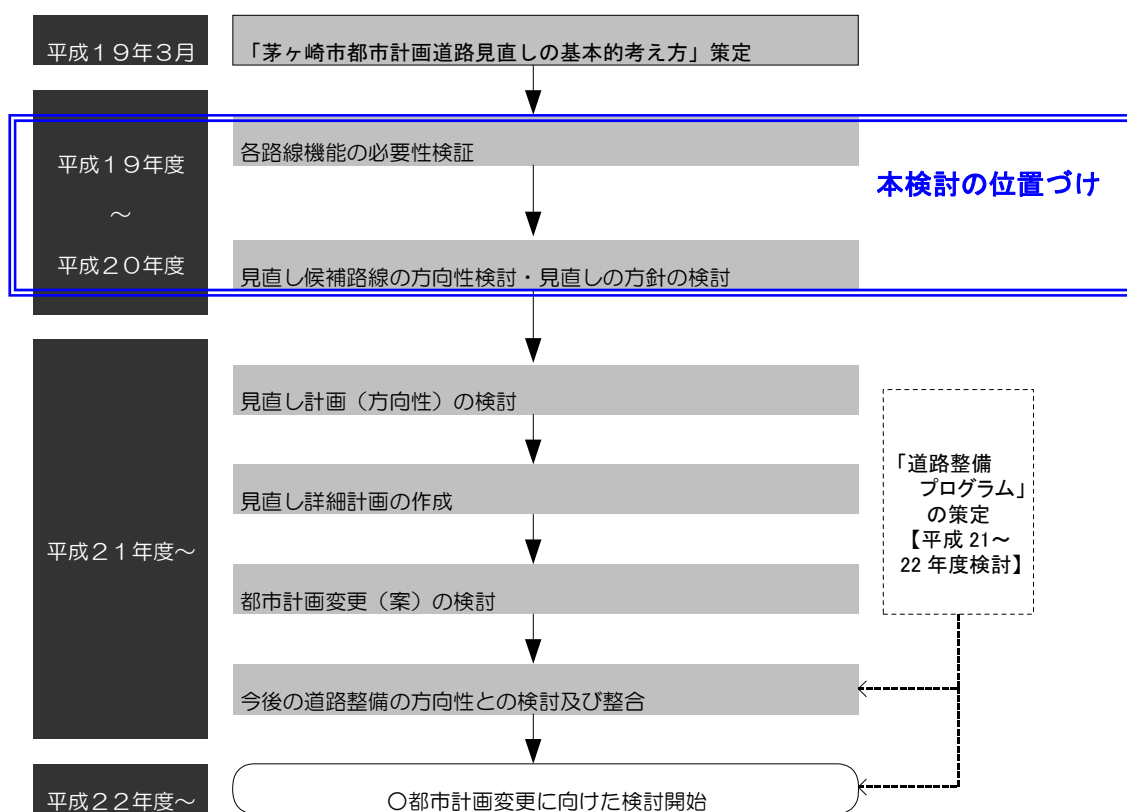 平成１９年３月
「茅ヶ崎市都市計画道路見直しの基本的考え方」策定
平成１９年度
～
平成２０年度
各路線機能の必要性検証
見直し候補路線の方向性検討・見直しの方針の検討
本検討の位置づけ
平成２１年度～
見直し計画（方向性）の検討
見直し詳細計画の作成
都市計画変更（案）の検討
今後の道路整備の方向性との検討及び整合
「道路整備
プログラム」
の策定
【平成 21～
22 年度検討】
平成２２年度～
○都市計画変更に向けた検討開始